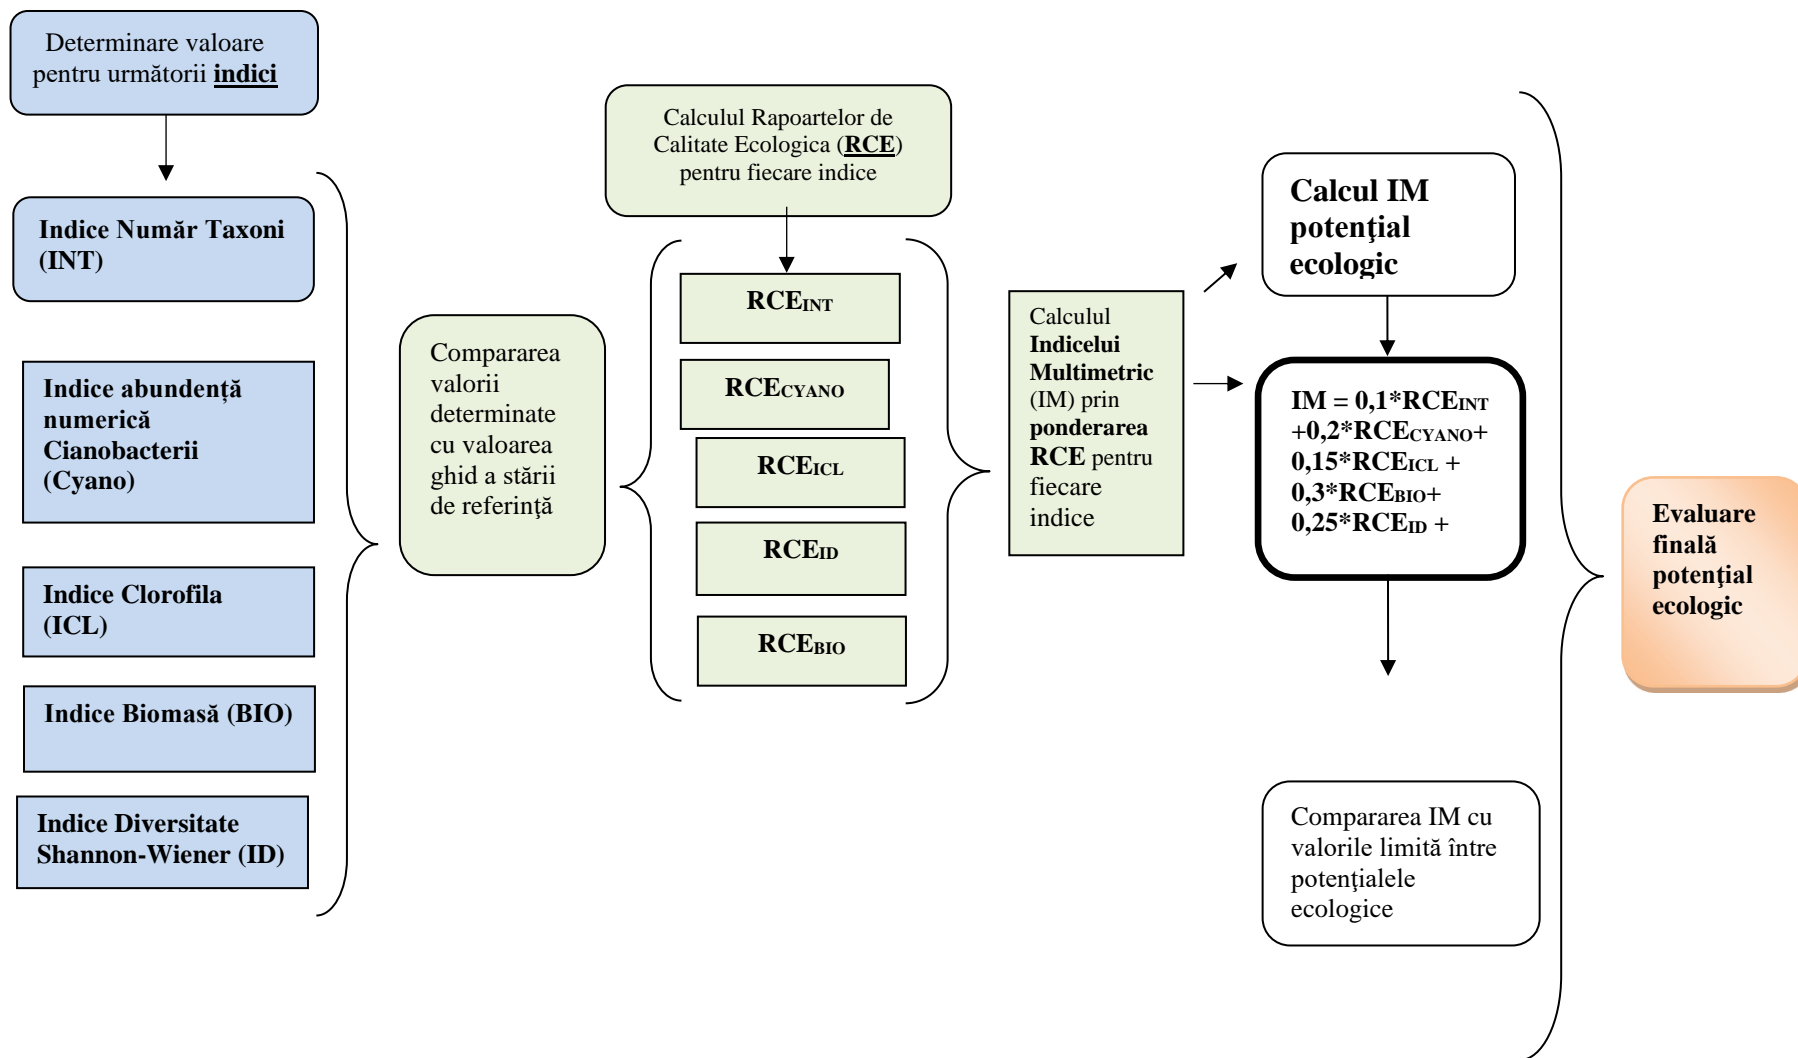 Determinare valoare
pentru următorii indici
Indice Număr Taxoni
(INT)
Indice abundență
numerică
Cianobacterii
(Cyano)
Indice Clorofila
(ICL)
Indice Biomasă (BIO)
Indice Diversitate
Shannon-Wiener (ID)
Compararea
valorii
determinate
cu valoarea
ghid a stării
de referinţă
Calculul Rapoartelor de
Calitate Ecologica (RCE)
pentru fiecare indice
RCEINT
RCECYANO
RCEICL
RCEID
RCEBIO
Calculul
Indicelui
Multimetric
(IM) prin
ponderarea
RCE pentru
fiecare
indice
Calcul IM
potenţial
ecologic
IM = 0,1*RCEINT
+0,2*RCECYANO+
0,15*RCEICL +
0,3*RCEBIO+
0,25*RCEID +
Compararea IM cu
valorile limită între
potenţialele
ecologice
Evaluare
finală
potenţial
ecologic